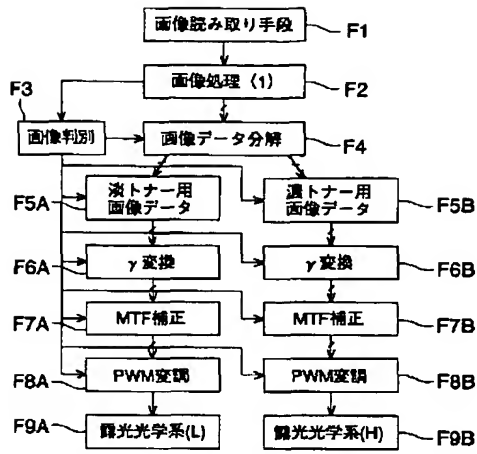 画像読み取り手段
F1
F3
画像処理(1)
F2
画像判別
画像データ分解
F4
F5A
淡トナー用
画像データ
濃トナー用
画像データ
F5B
F6A
γ変換
γ変換
F6B
F7A
MTF補正
MTF補正
F7B
F8A
PWM変調
PWM変調
F8B
F9A
露光光学系(L)
露光光学系(H)
F9B